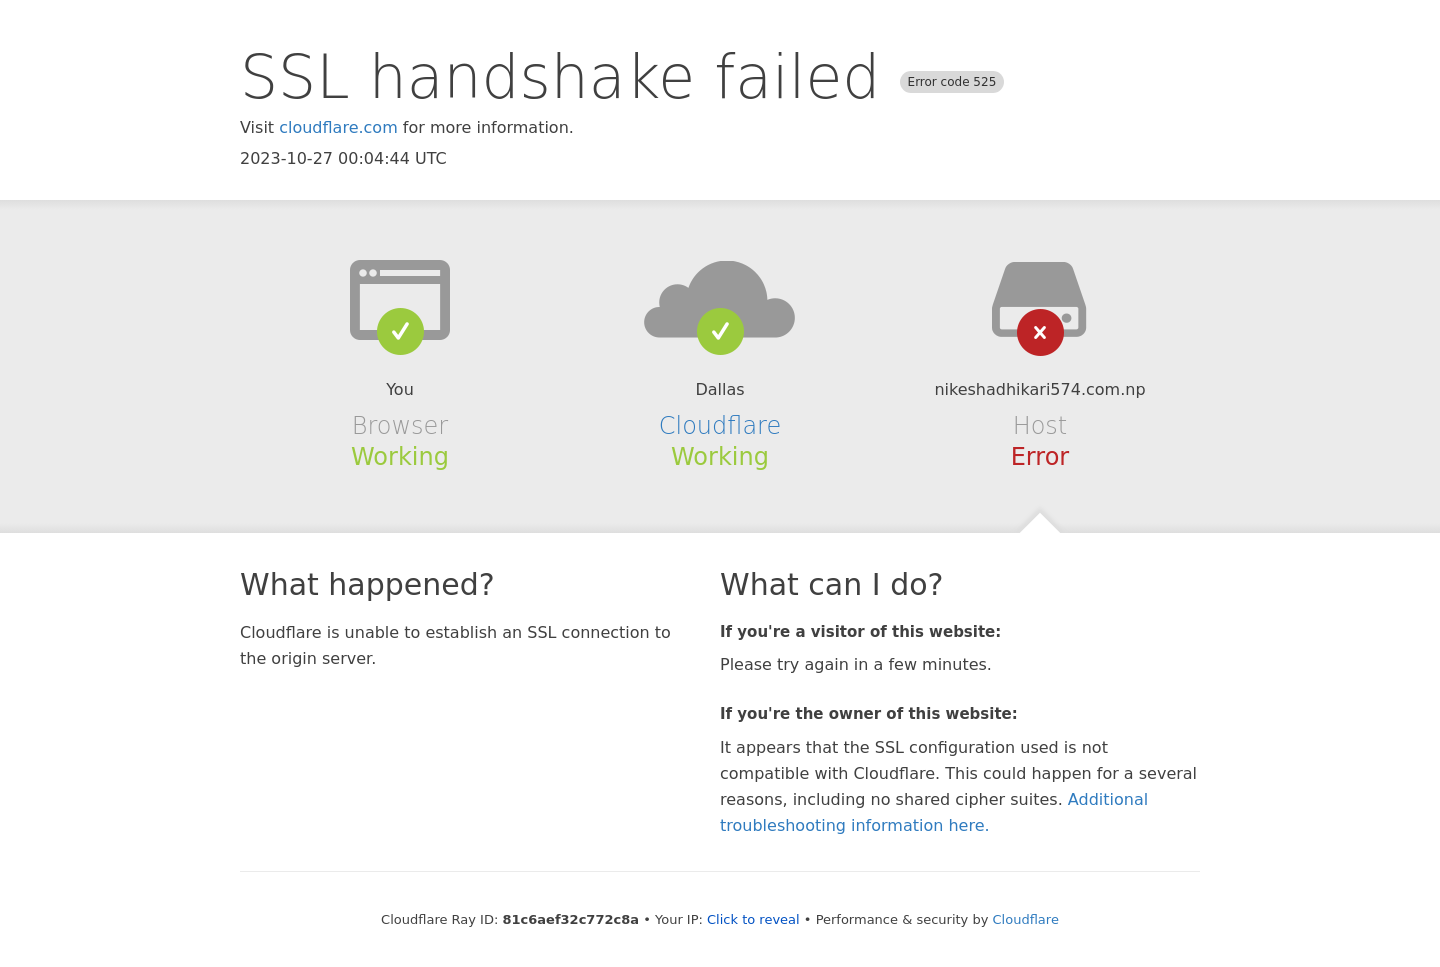 SSL handshake failed Error code 525
Visit cloudflare.com for more information.
2023-10-27 00:04:44 UTC
You
Browser
Working
Dallas
Cloudflare
Working
nikeshadhikari574.com.np
Host
Error
What happened?
Cloudflare is unable to establish an SSL connection to
the origin server.
What can I do?
If you're a visitor of this website:
Please try again in a few minutes.
If you're the owner of this website:
It appears that the SSL configuration used is not
compatible with Cloudflare. This could happen for a several
reasons, including no shared cipher suites. Additional
troubleshooting information here.
Cloudflare Ray ID: 81c6aef32c772c8a • Your IP: Click to reveal • Performance & security by Cloudflare